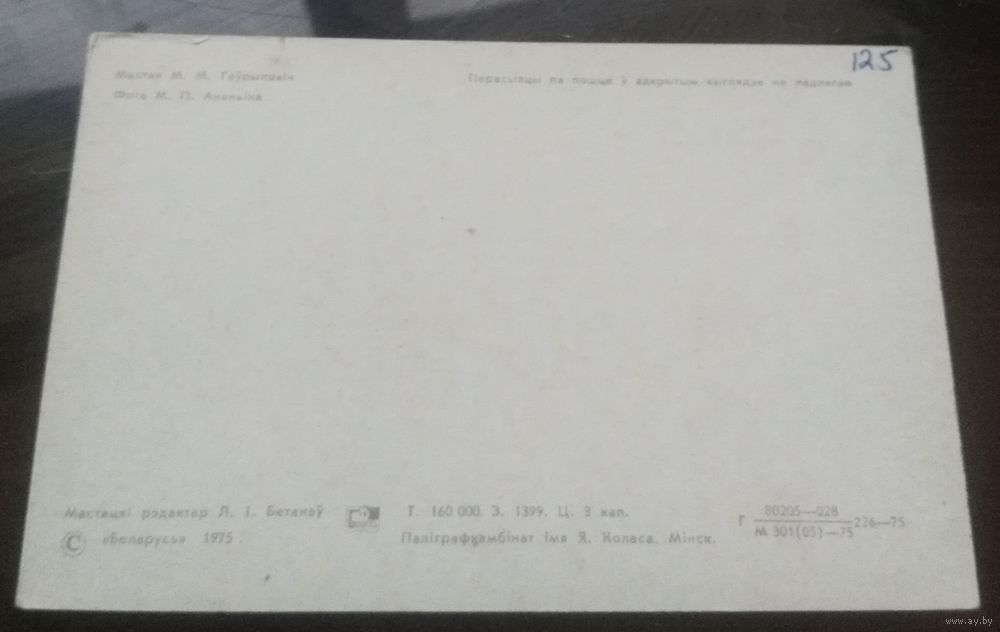 125
Мастак М. М. Гаўрыловіч
Фота М. П. Ананьіна
Перасылцы па пошце ў адкрытым выглядзе не падлягае
Мастацкі рэдактар Л. І. Бетанаў
© «Беларусь» 1975.
Т. 160 000. З. 1399. Ц. 3 кап.
Паліграфкамбінат імя Я. Коласа. Мінск.
Г 80205—028
М 301(05)—75 226—75
www.ay.by